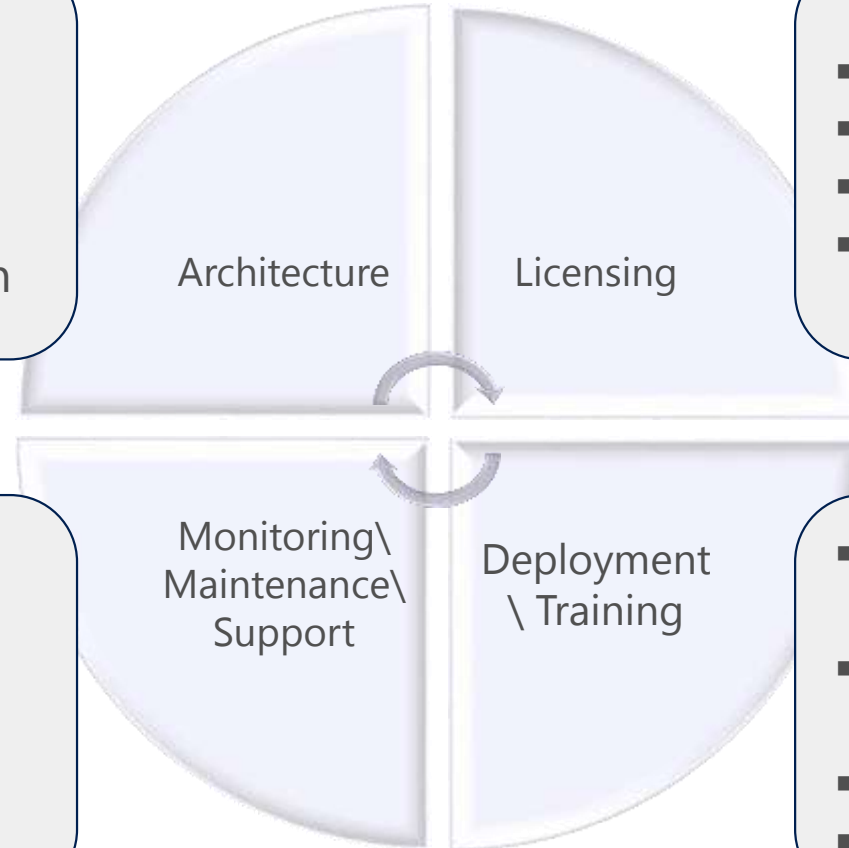 Architecture
Licensing
Monitoring\
Maintenance\
Support
Deployment
\ Training